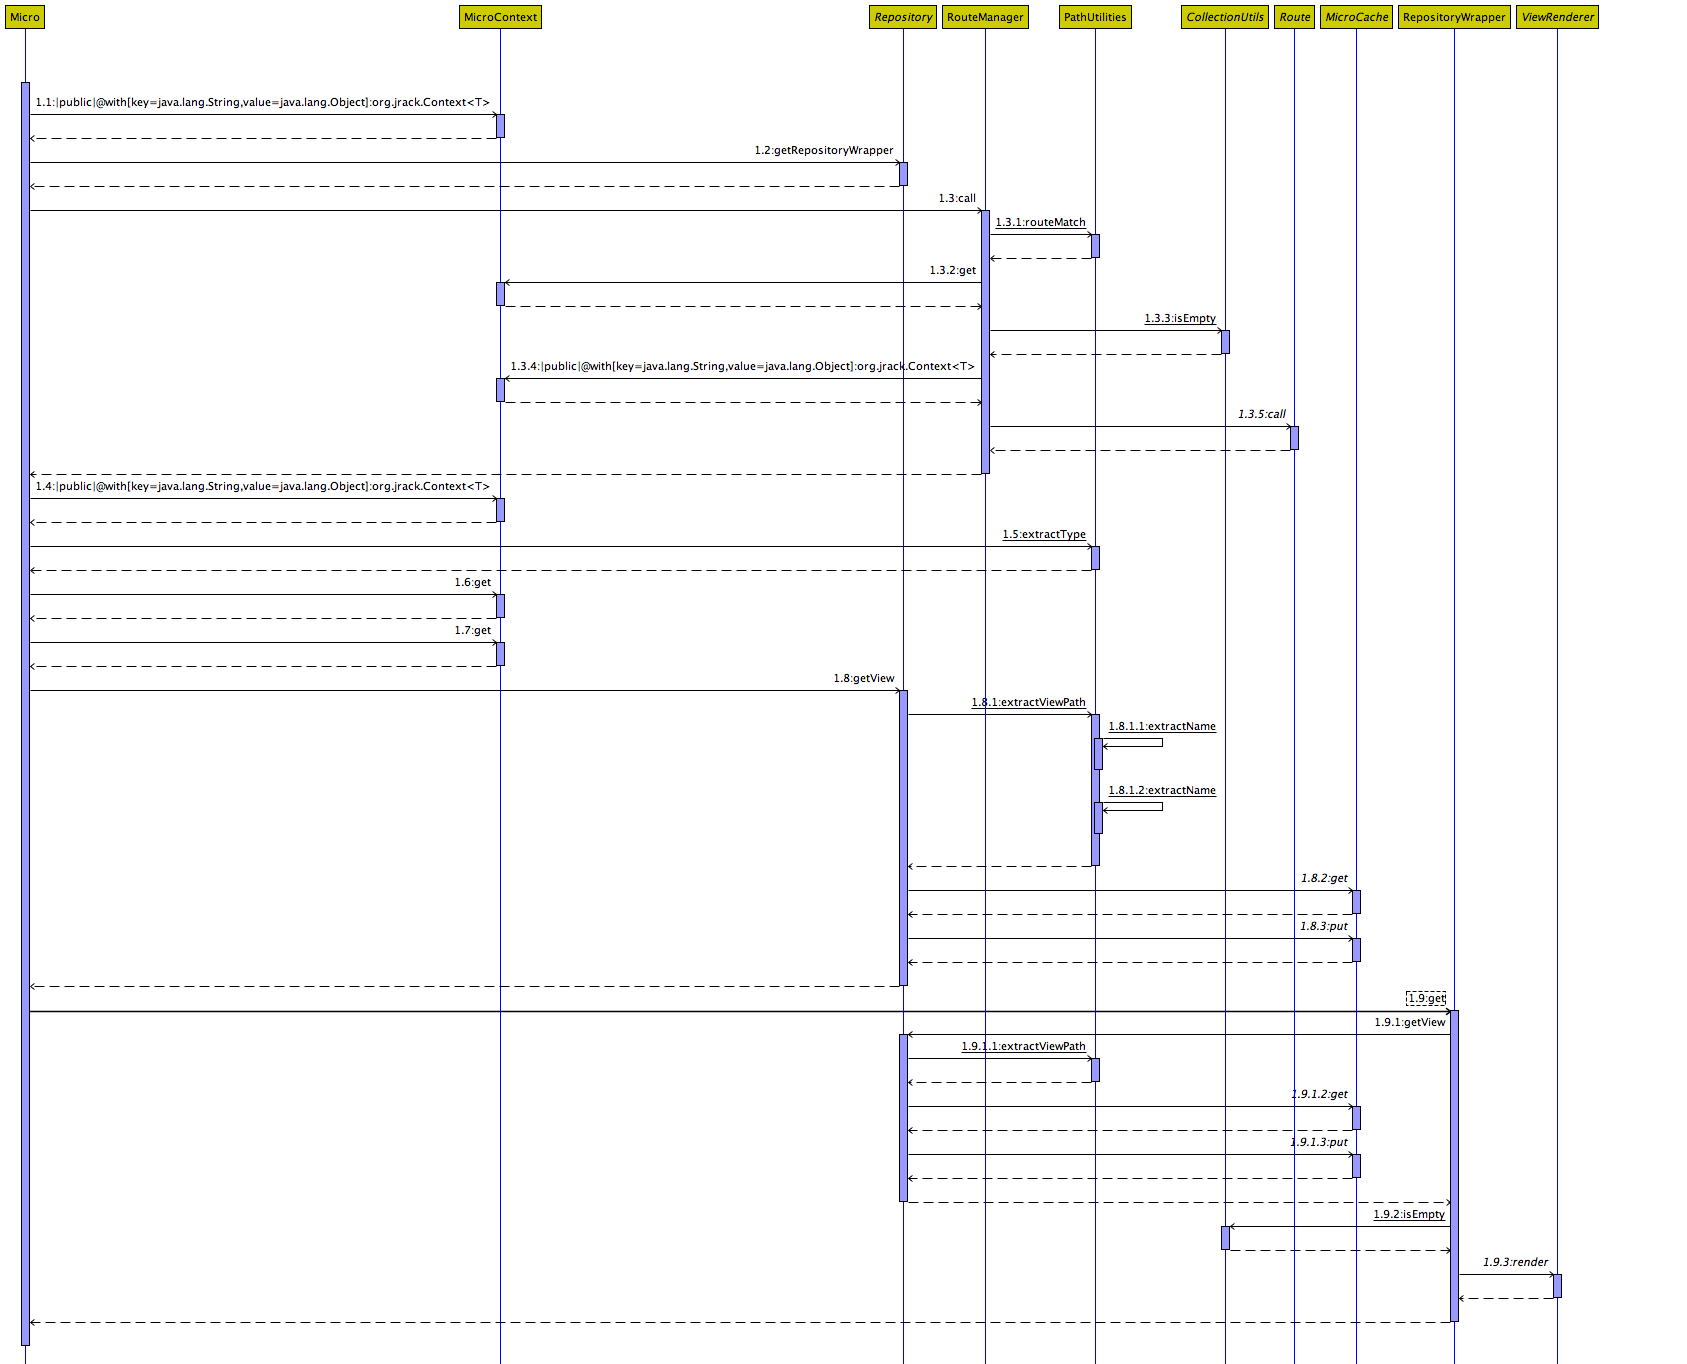 Micro
MicroContext
Repository
RouteManager
PathUtilities
CollectionUtils
Route
MicroCache
RepositoryWrapper
ViewRenderer
1.1:|public|@with[key=java.lang.String,value=java.lang.Object]:org.jrack.Context<T>
1.2:getRepositoryWrapper
1.3:call
1.3.1:routeMatch
1.3.2:get
1.3.3:isEmpty
1.3.4:|public|@with[key=java.lang.String,value=java.lang.Object]:org.jrack.Context<T>
1.3.5:call
1.4:|public|@with[key=java.lang.String,value=java.lang.Object]:org.jrack.Context<T>
1.5:extractType
1.6:get
1.7:get
1.8:getView
1.8.1:extractViewPath
1.8.1.1:extractName
1.8.1.2:extractName
1.8.2:get
1.8.3:put
1.9:get
1.9.1:getView
1.9.1.1:extractViewPath
1.9.1.2:get
1.9.1.3:put
1.9.2:isEmpty
1.9.3:render